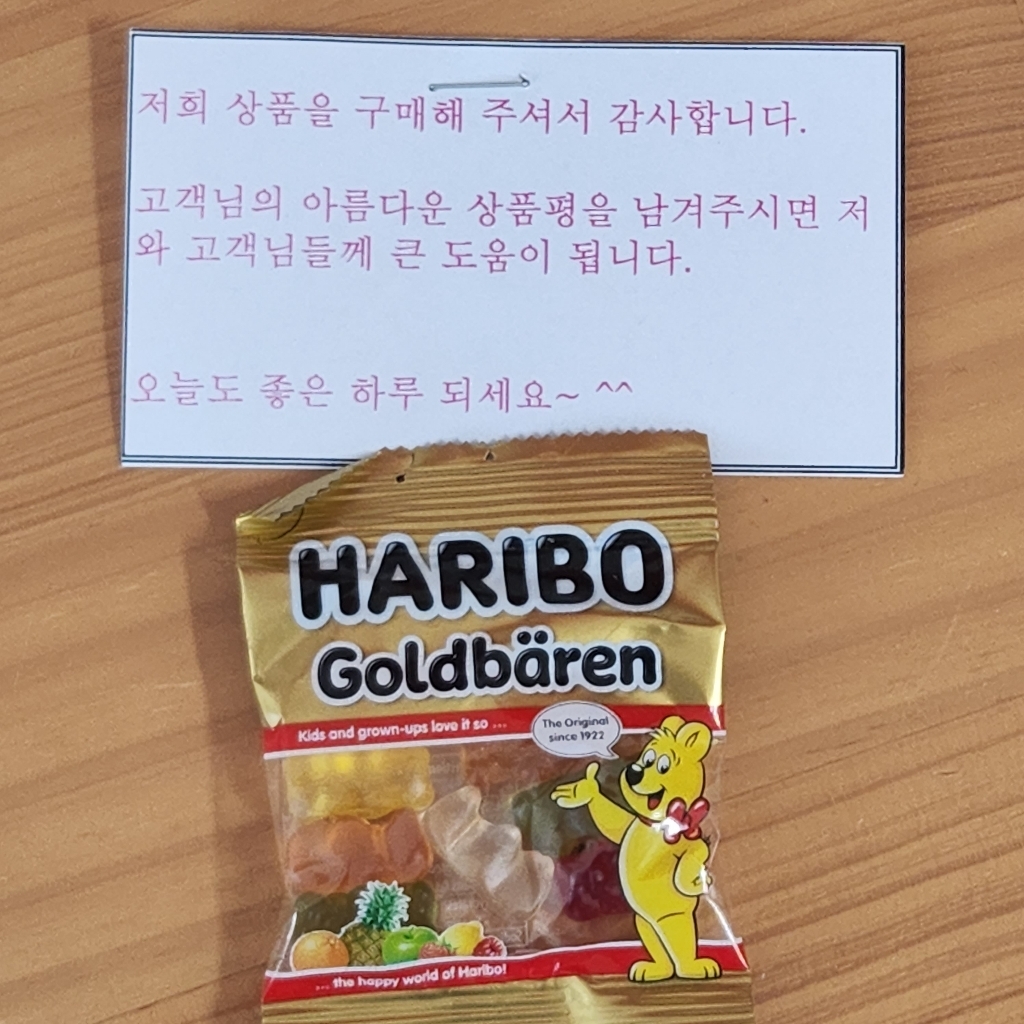 저희 상품을 구매해 주셔서 감사합니다.
고객님의 아름다운 상품평을 남겨주시면 저
와 고객님들께 큰 도움이 됩니다.
오늘도 좋은 하루 되세요~ ^^
HARIBO
Goldbären
Kids and grown-ups love it so ...
The Original
since 1922
... the happy world of Haribo!